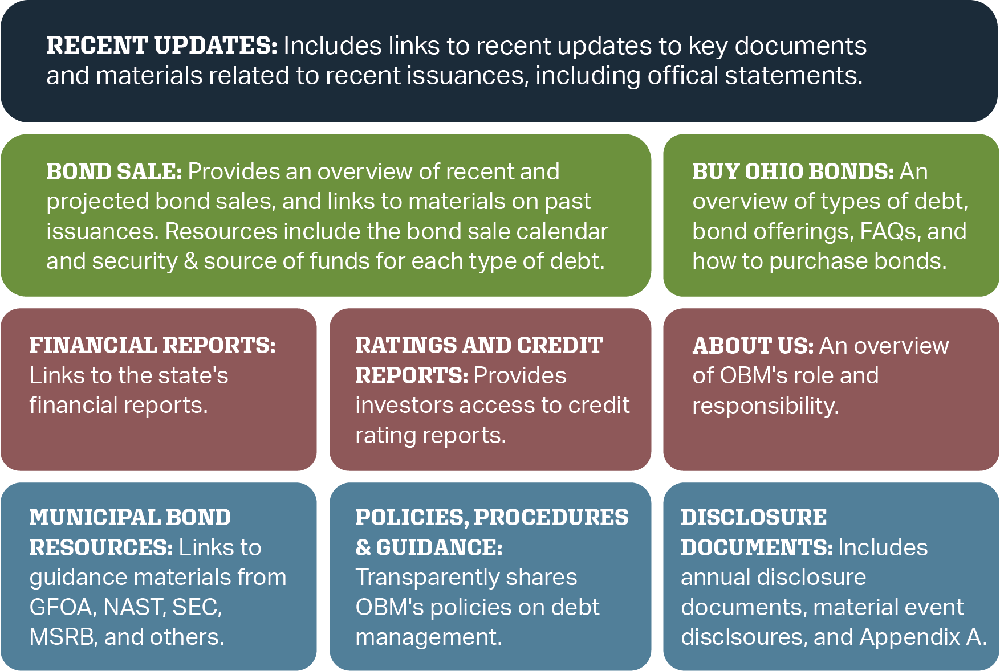 RECENT UPDATES: Includes links to recent updates to key documents
and materials related to recent issuances, including offical statements.
BOND SALE: Provides an overview of recent and
projected bond sales, and links to materials on past
issuances. Resources include the bond sale calendar
and security & source of funds for each type of debt.
BUY OHIO BONDS: An
overview of types of debt,
bond offerings, FAQs, and
how to purchase bonds.
FINANCIAL REPORTS:
Links to the state's
financial reports.
RATINGS AND CREDIT
REPORTS: Provides
investors access to credit
rating reports.
ABOUT US: An overview
of OBM's role and
responsibility.
MUNICIPAL BOND
RESOURCES: Links to
guidance materials from
GFOA, NAST, SEC,
MSRB, and others.
POLICIES, PROCEDURES
& GUIDANCE:
Transparently shares
OBM's policies on debt
management.
DISCLOSURE
DOCUMENTS: Includes
annual disclosure
documents, material event
disclsoures, and Appendix A.